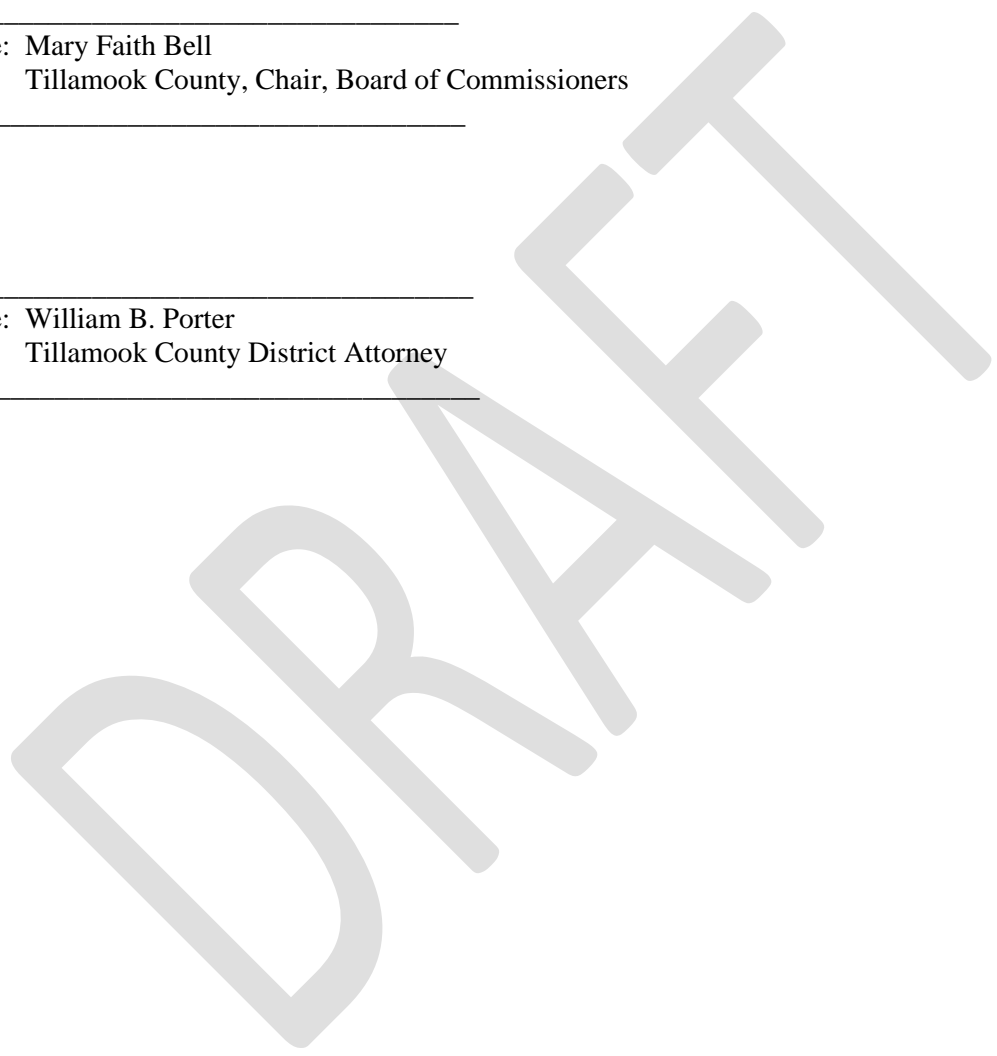 : Mary Faith Bell
Tillamook County, Chair, Board of Commissioners
: William B. Porter
Tillamook County District Attorney
DRAFT